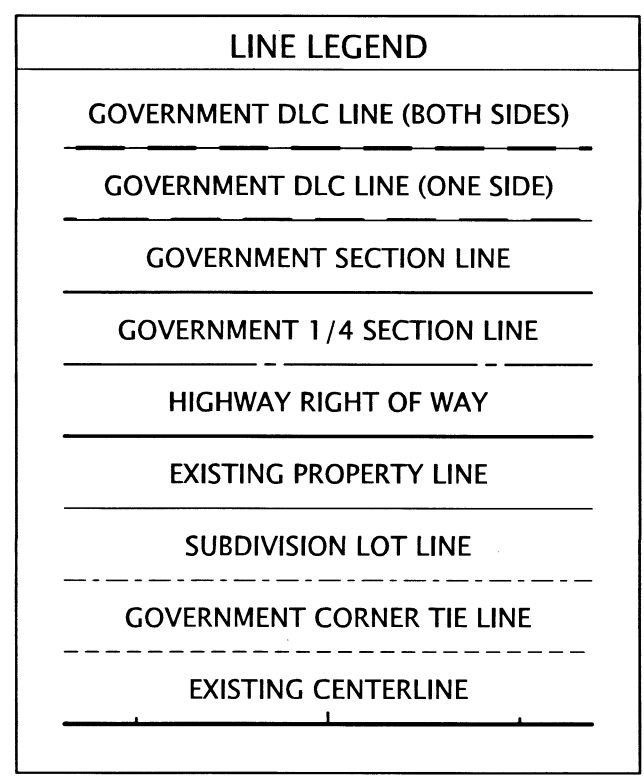 LINE LEGEND
GOVERNMENT DLC LINE (BOTH SIDES)
GOVERNMENT DLC LINE (ONE SIDE)
GOVERNMENT SECTION LINE
GOVERNMENT 1/4 SECTION LINE
HIGHWAY RIGHT OF WAY
EXISTING PROPERTY LINE
SUBDIVISION LOT LINE
GOVERNMENT CORNER TIE LINE
EXISTING CENTERLINE